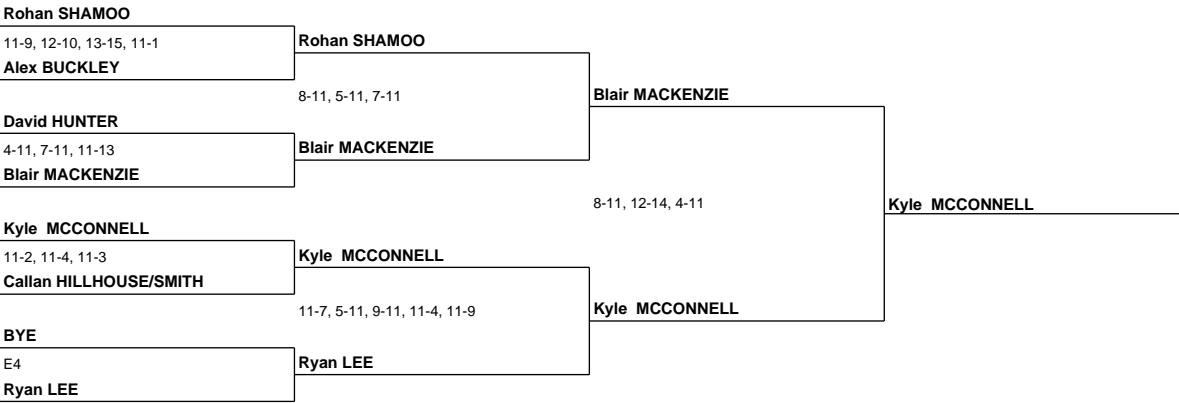 Rohan SHAMOO
11-9, 12-10, 13-15, 11-1
Rohan SHAMOO
Alex BUCKLEY
8-11, 5-11, 7-11
Blair MACKENZIE
David HUNTER
4-11, 7-11, 11-13
Blair MACKENZIE
Blair MACKENZIE
8-11, 12-14, 4-11
Kyle MCCONNELL
Kyle MCCONNELL
11-2, 11-4, 11-3
Kyle MCCONNELL
Callan HILLHOUSE/SMITH
11-7, 5-11, 9-11, 11-4, 11-9
Kyle MCCONNELL
BYE
E4
Ryan LEE
Ryan LEE